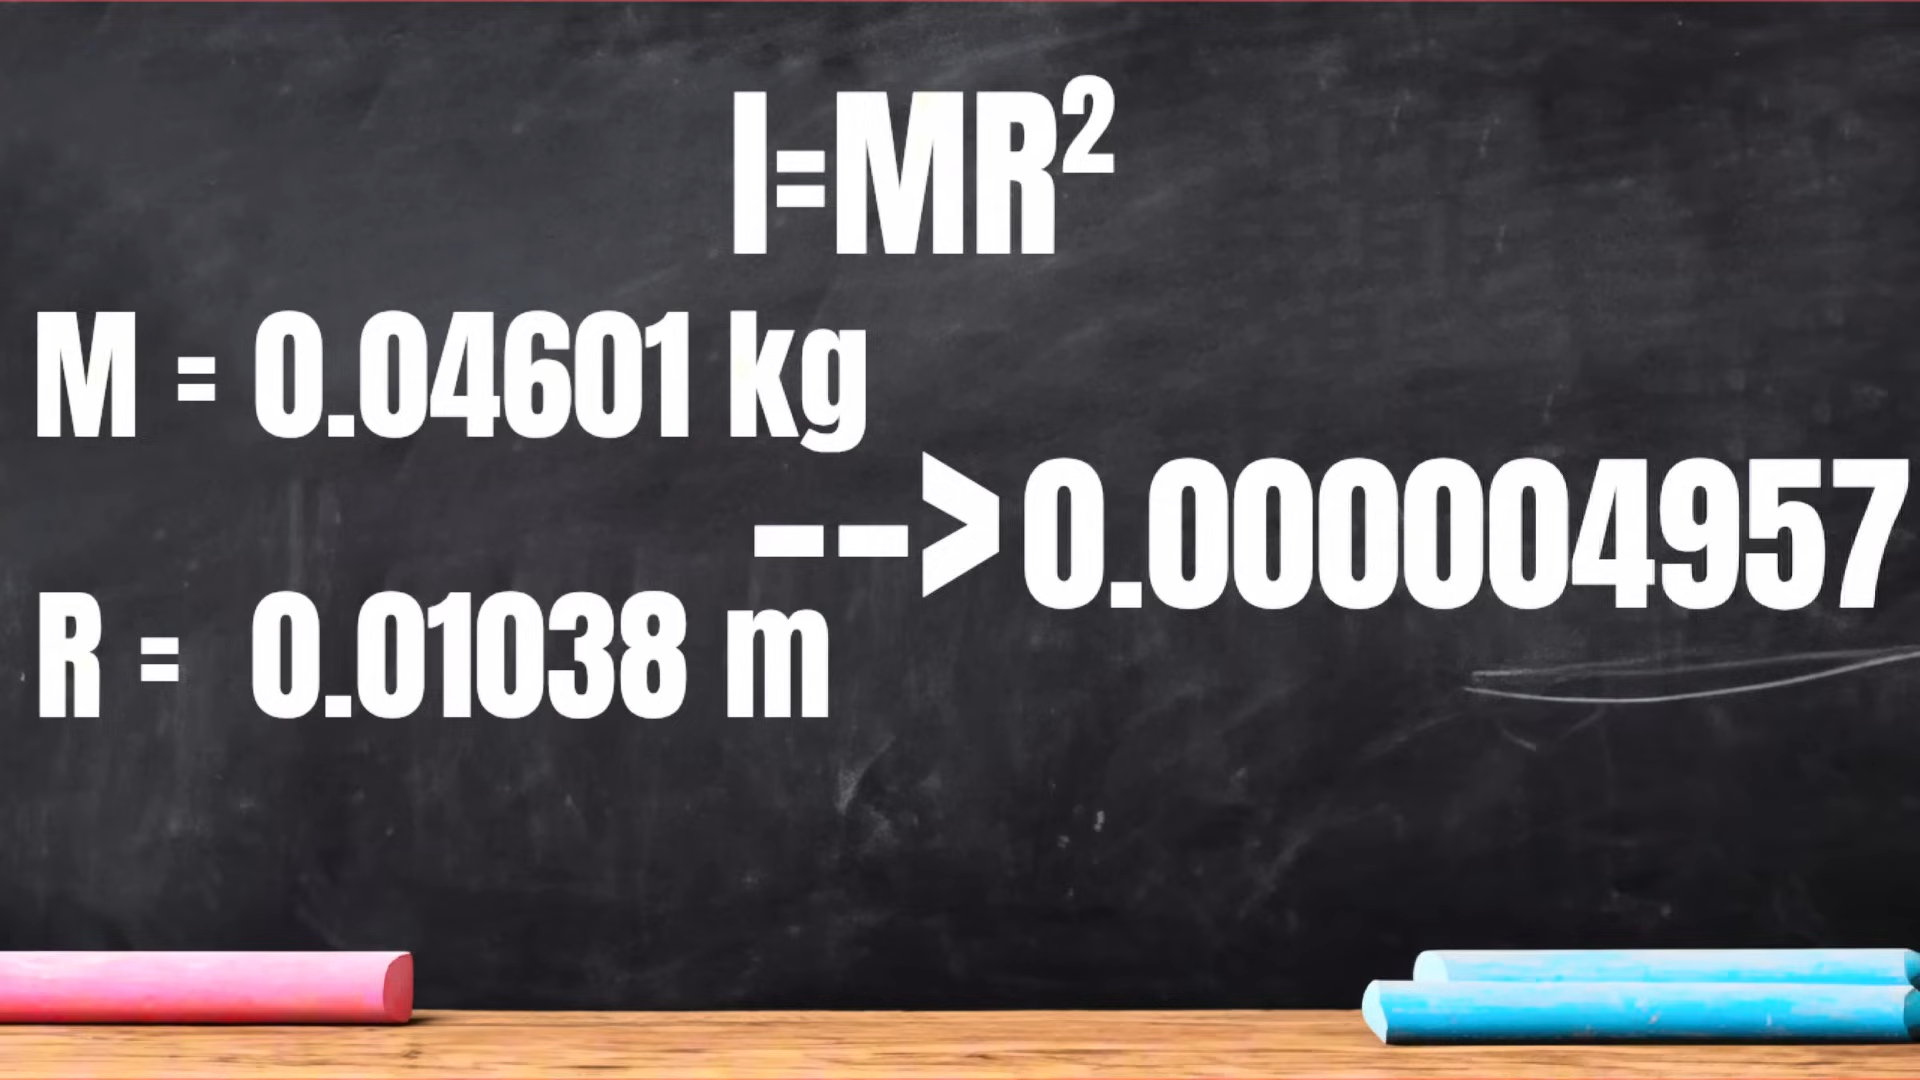 I=MR²
M = 0.04601 kg
-->0.000004957
R = 0.01038 m